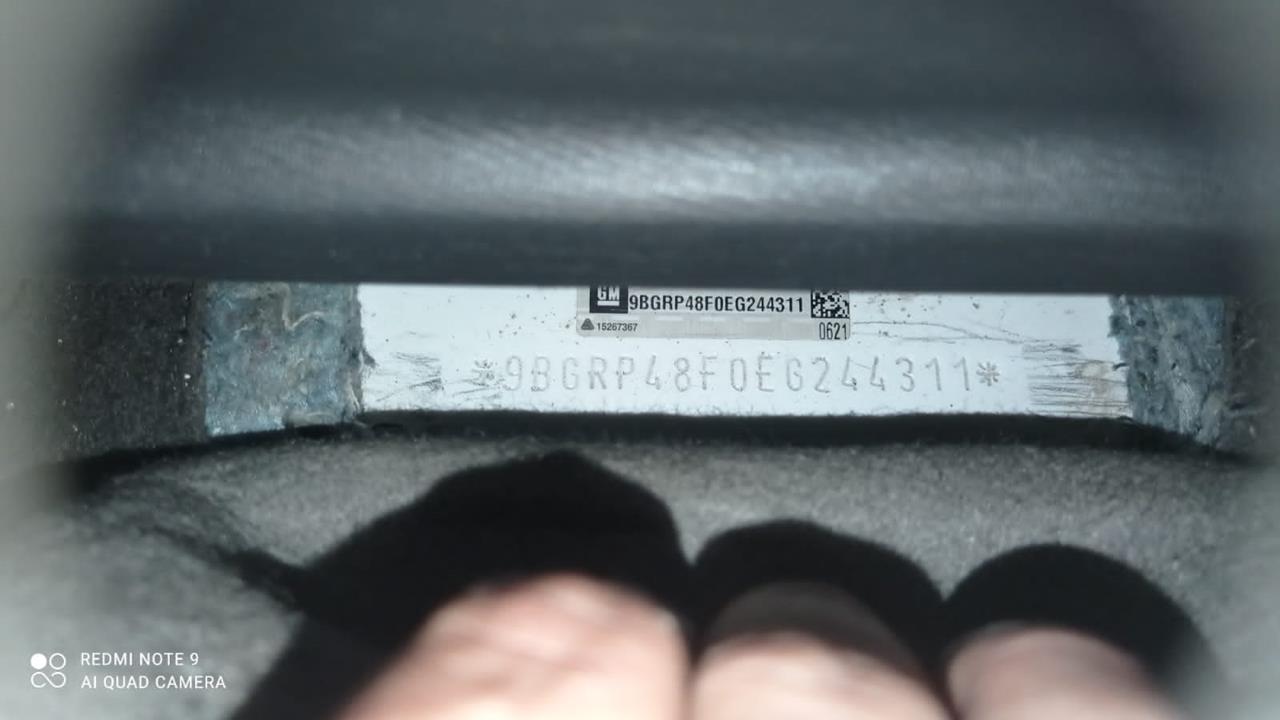 GM 9BGRP48F0EG244311
15267367 0621
*9BGRP48F0EG244311*
REDMI NOTE 9
AI QUAD CAMERA